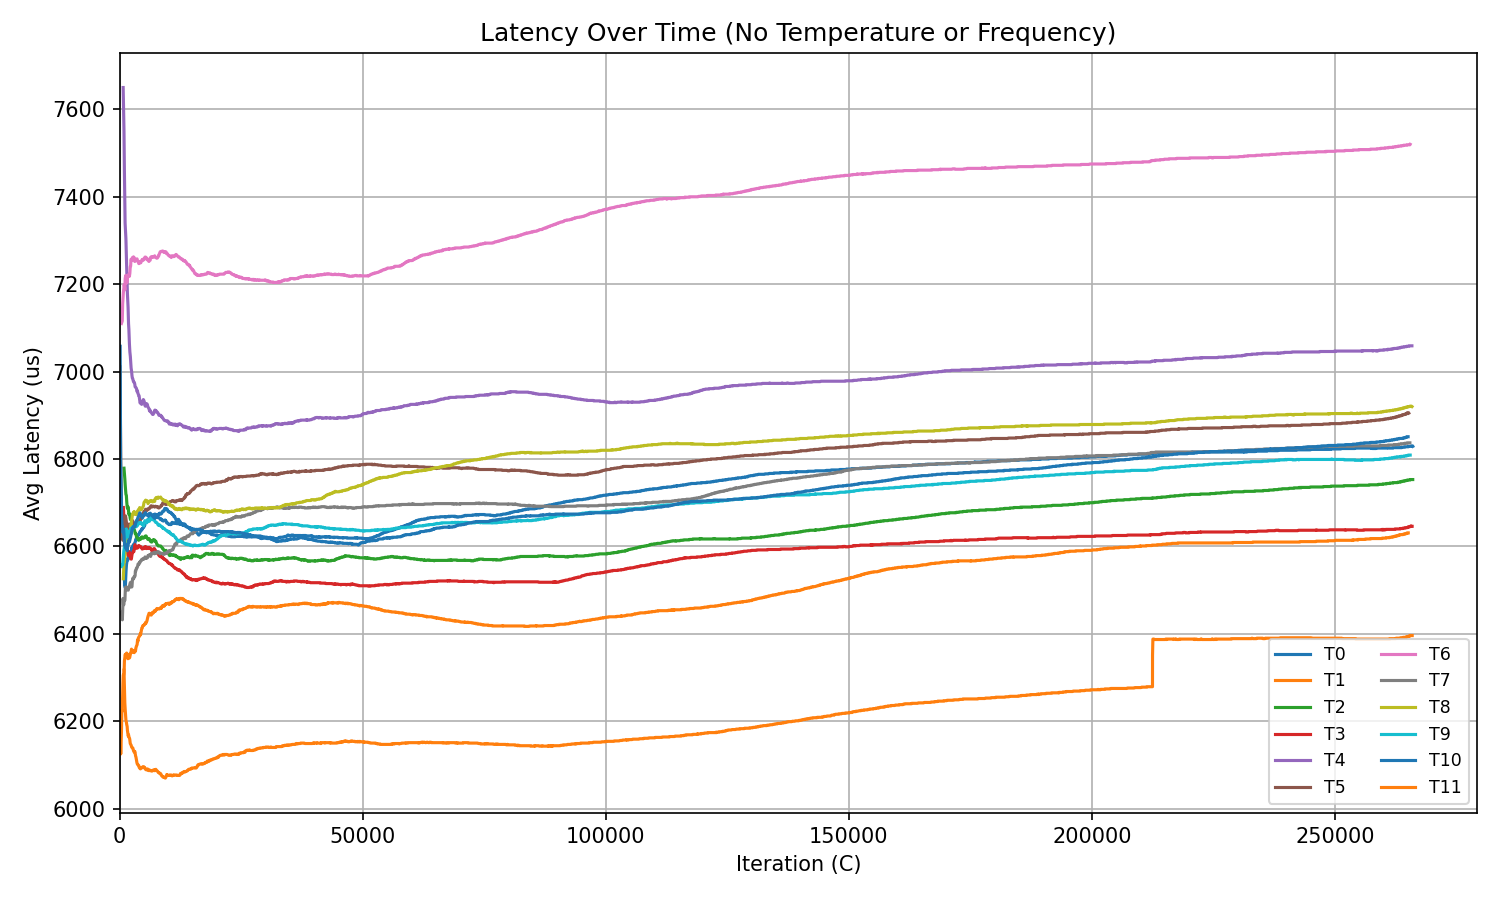 Latency Over Time (No Temperature or Frequency)
Avg Latency (us)
7600
7400
7200
7000
6800
6600
6400
6200
6000
T0 T6
T1 T7
T2 T8
T3 T9
T4 T10
T5 T11
0 50000 100000 150000 200000 250000
Iteration (C)